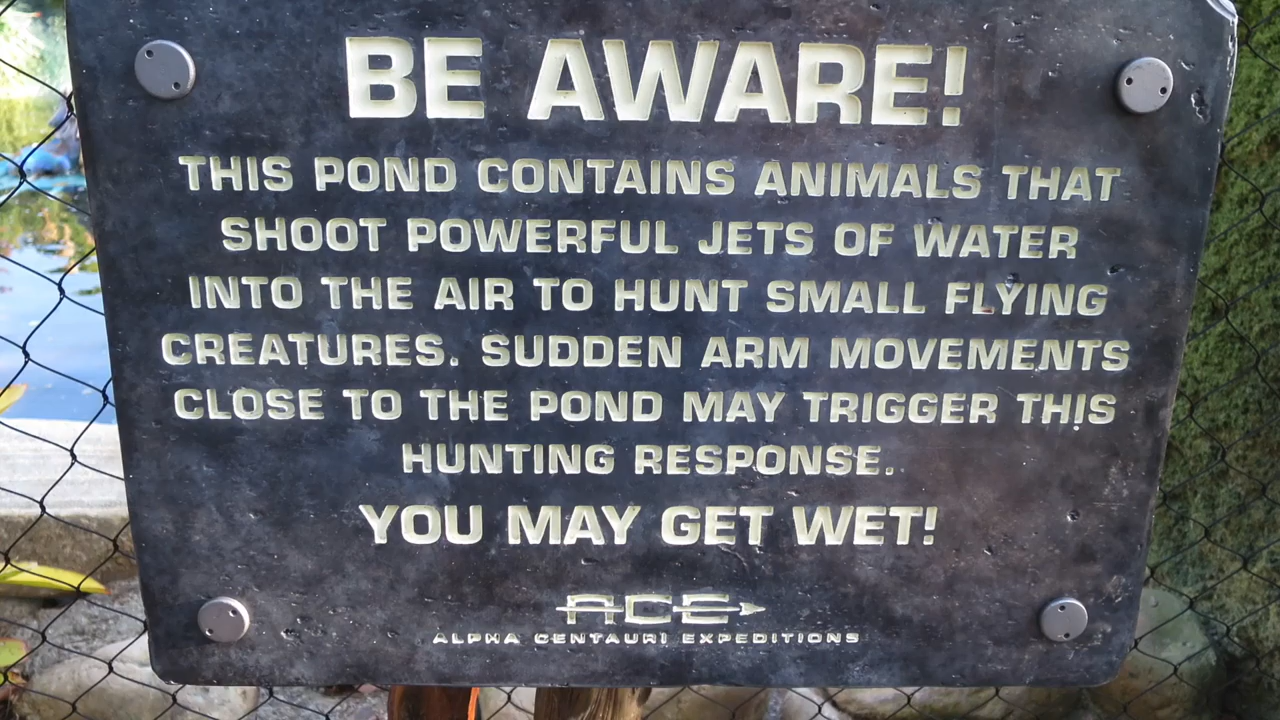 BE AWARE!
THIS POND CONTAINS ANIMALS THAT
SHOOT POWERFUL JETS OF WATER
INTO THE AIR TO HUNT SMALL FLYING
CREATURES. SUDDEN ARM MOVEMENTS
CLOSE TO THE POND MAY TRIGGER THIS
HUNTING RESPONSE.
YOU MAY GET WET!
ACE
ALPHA CENTAURI EXPEDITIONS